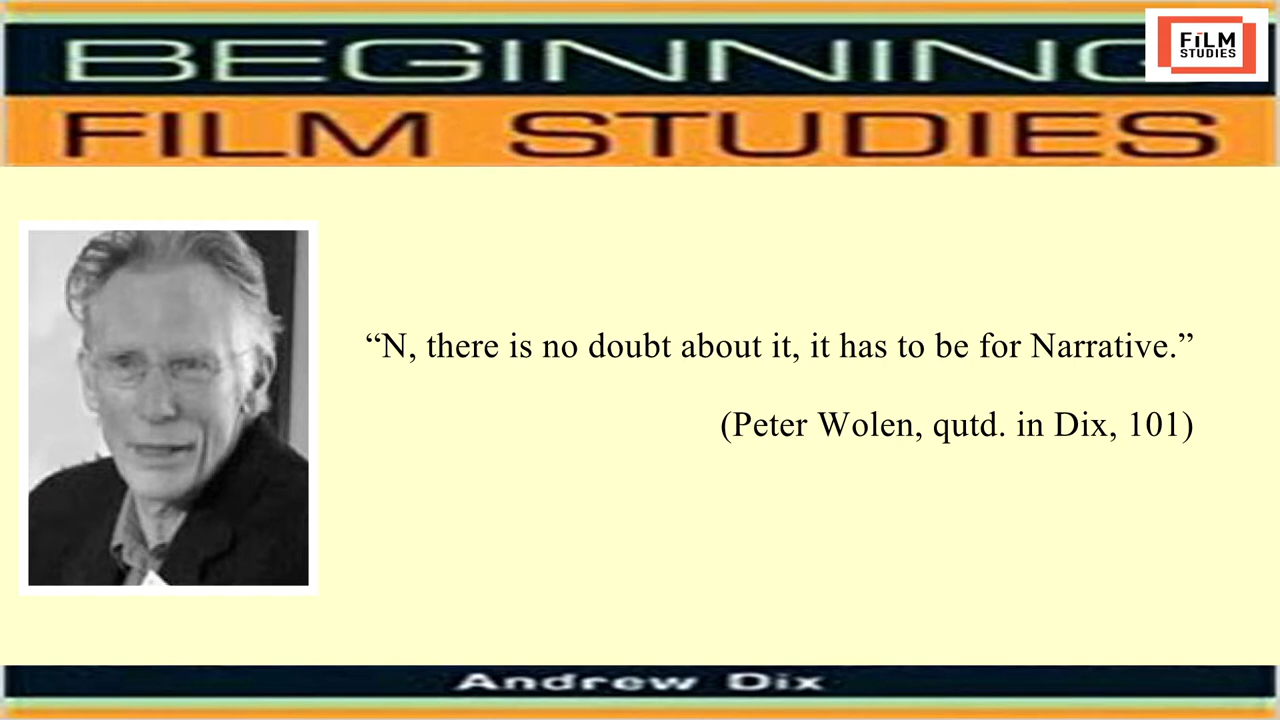 BEGINNING
FILM STUDIES
FiLM
STUDIES
“N, there is no doubt about it, it has to be for Narrative.”
(Peter Wolen, qutd. in Dix, 101)
Andrew Dix